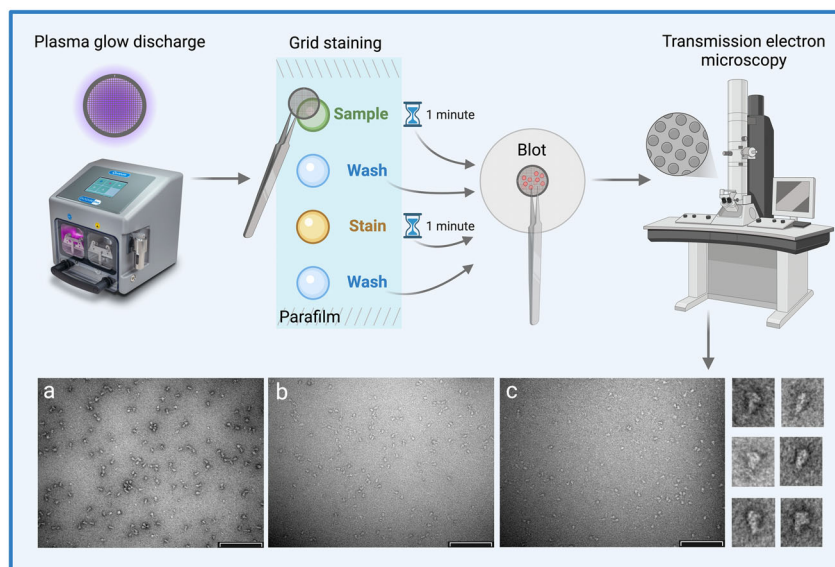 Plasma glow discharge
Grid staining
Transmission electron
microscopy
Sample
1 minute
Wash
Blot
Stain
1 minute
Wash
Parafilm
a
b
c